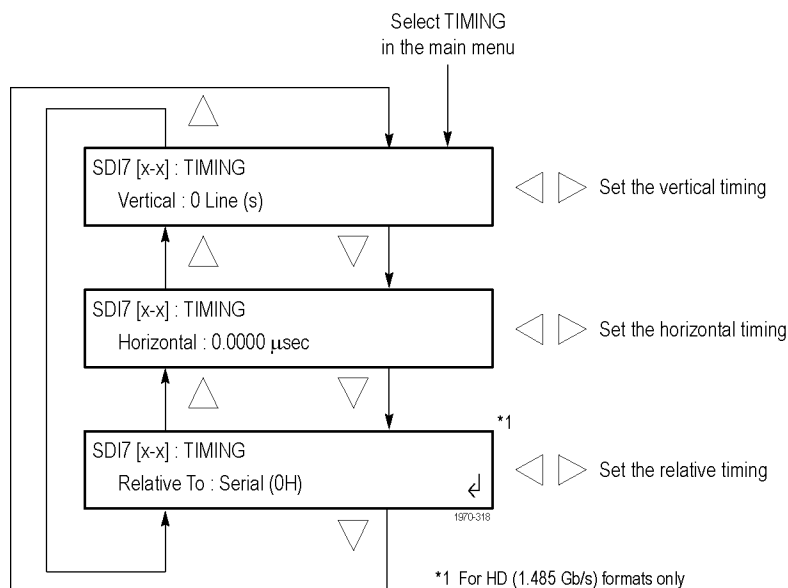 Select TIMING
in the main menu
SDI7 [x-x] : TIMING
Vertical : 0 Line (s)
Set the vertical timing
SDI7 [x-x] : TIMING
Horizontal : 0.0000 µsec
Set the horizontal timing
*1
SDI7 [x-x] : TIMING
Relative To : Serial (0H)
Set the relative timing
1970-318
*1 For HD (1.485 Gb/s) formats only